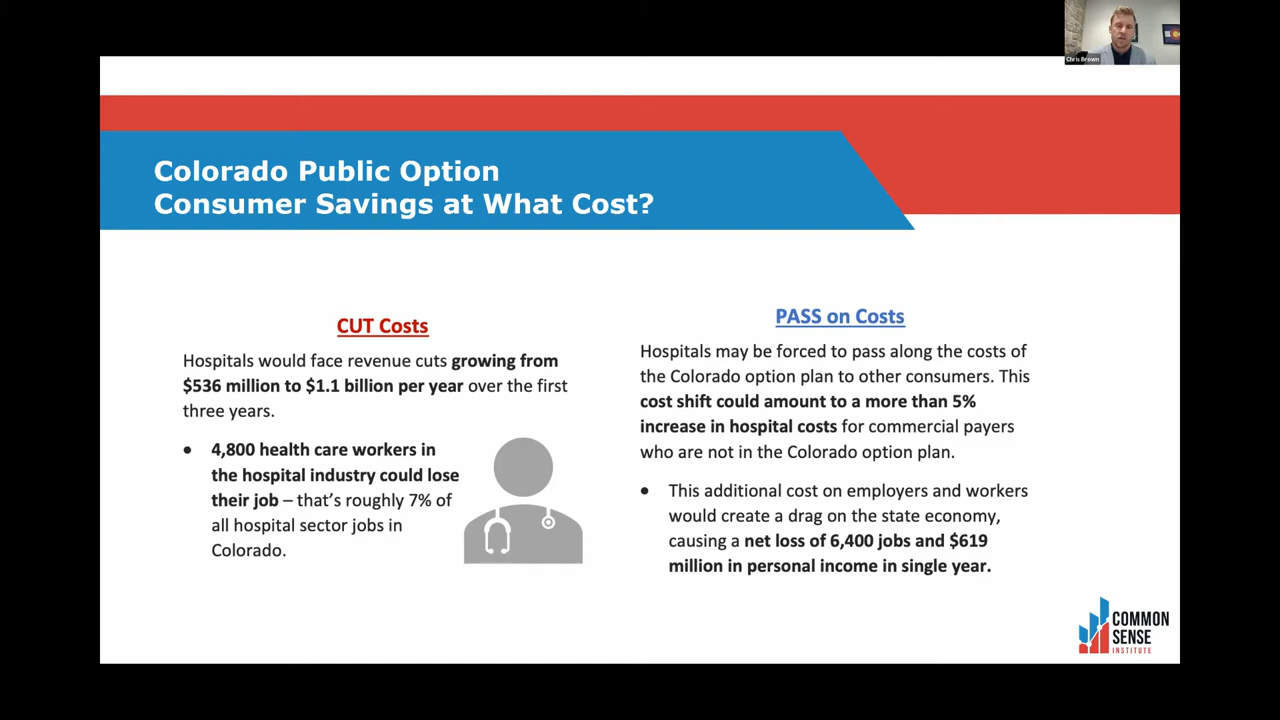 Chris Brown
Colorado Public Option
Consumer Savings at What Cost?
CUT Costs
Hospitals would face revenue cuts growing from
$536 million to $1.1 billion per year over the first
three years.
• 4,800 health care workers in
the hospital industry could lose
their job – that's roughly 7% of
all hospital sector jobs in
Colorado.
PASS on Costs
Hospitals may be forced to pass along the costs of
the Colorado option plan to other consumers. This
cost shift could amount to a more than 5%
increase in hospital costs for commercial payers
who are not in the Colorado option plan.
• This additional cost on employers and workers
would create a drag on the state economy,
causing a net loss of 6,400 jobs and $619
million in personal income in single year.
COMMON
SENSE
INSTITUTE